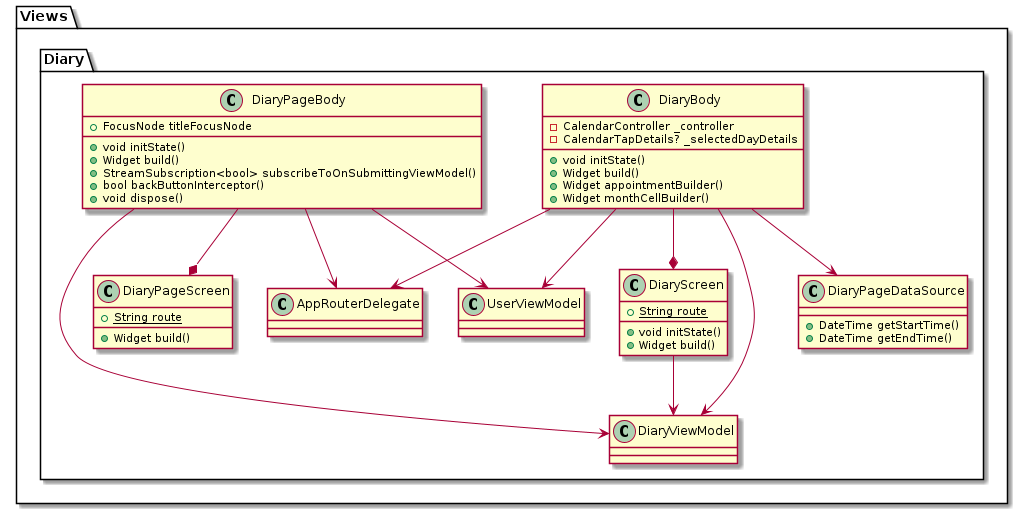 Views
Diary
C DiaryPageBody
FocusNode titleFocusNode
void initState()
Widget build()
StreamSubscription<bool> subscribeToOnSubmittingViewModel()
bool backButtonInterceptor()
void dispose()
C DiaryBody
CalendarController _controller
CalendarTapDetails? _selectedDayDetails
void initState()
Widget build()
Widget appointmentBuilder()
Widget monthCellBuilder()
C DiaryPageScreen
String route
Widget build()
C AppRouterDelegate
C UserViewModel
C DiaryScreen
String route
void initState()
Widget build()
C DiaryPageDataSource
DateTime getStartTime()
DateTime getEndTime()
C DiaryViewModel